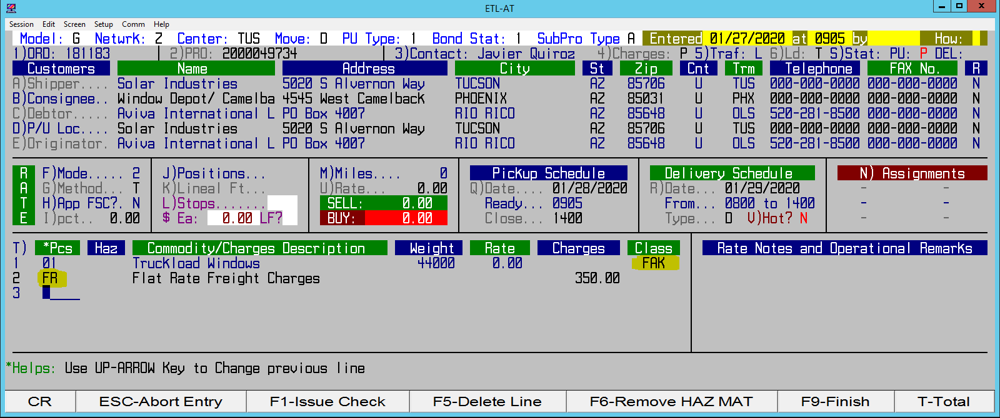 ETL-AT
Session Edit Screen Setup Comm Help
Model: G Netwrk: Z Center: TUS Move: D PU Type: 1 Bond Stat: 1 SubPro Type A Entered 01/27/2020 at 0905 by How:
1)ORD: 181183 2)PRO: 2000049734 3)Contact: Javier Quiroz 4)Charges: P 5)Traf: L 6)Ld: T S)Stat: PU: P DEL:
Customers Name Address City St Zip Cnt Trm Telephone FAX No. R
A)Shipper.... Solar Industries 5020 S Alvernon Way TUCSON AZ 85706 U TUS 000-000-0000 000-000-0000 N
B)Consignee.. Window Depot/ Camelba 4545 West Camelback PHOENIX AZ 85031 U PHX 000-000-0000 000-000-0000 N
C)Debtor..... Aviva International L PO Box 4007 RIO RICO AZ 85648 U OLS 520-281-8500 000-000-0000 N
D)P/U Loc.... Solar Industries 5020 S Alvernon Way TUCSON AZ 85706 U TUS 000-000-0000 000-000-0000 N
E)Originator. Aviva International L PO Box 4007 RIO RICO AZ 85648 U OLS 520-281-8500 000-000-0000 N
R F)Mode..... 2 J)Positions... M)Miles.... 0 Pickup Schedule Delivery Schedule N) Assignments
A G)Method... T K)Lineal Ft... U)Rate.... 0.00 Q)Date.... 01/28/2020 R)Date... 01/29/2020 - -
T H)App FSC?. N L)Stops....... SELL: 0.00 Ready... 0905 From... 0800 to 1400 - -
E I)pct.. 0.00 $ Ea: 0.00 LF? BUY: 0.00 Close... 1400 Type... D V)Hot? N - -
T) *Pcs Haz Commodity/Charges Description Weight Rate Charges Class Rate Notes and Operational Remarks
1 01 Truckload Windows 44000 0.00 FAK
2 FR Flat Rate Freight Charges 350.00
3
*Helps: Use UP-ARROW Key to Change previous line
CR ESC-Abort Entry F1-Issue Check F5-Delete Line F6-Remove HAZ MAT F9-Finish T-Total